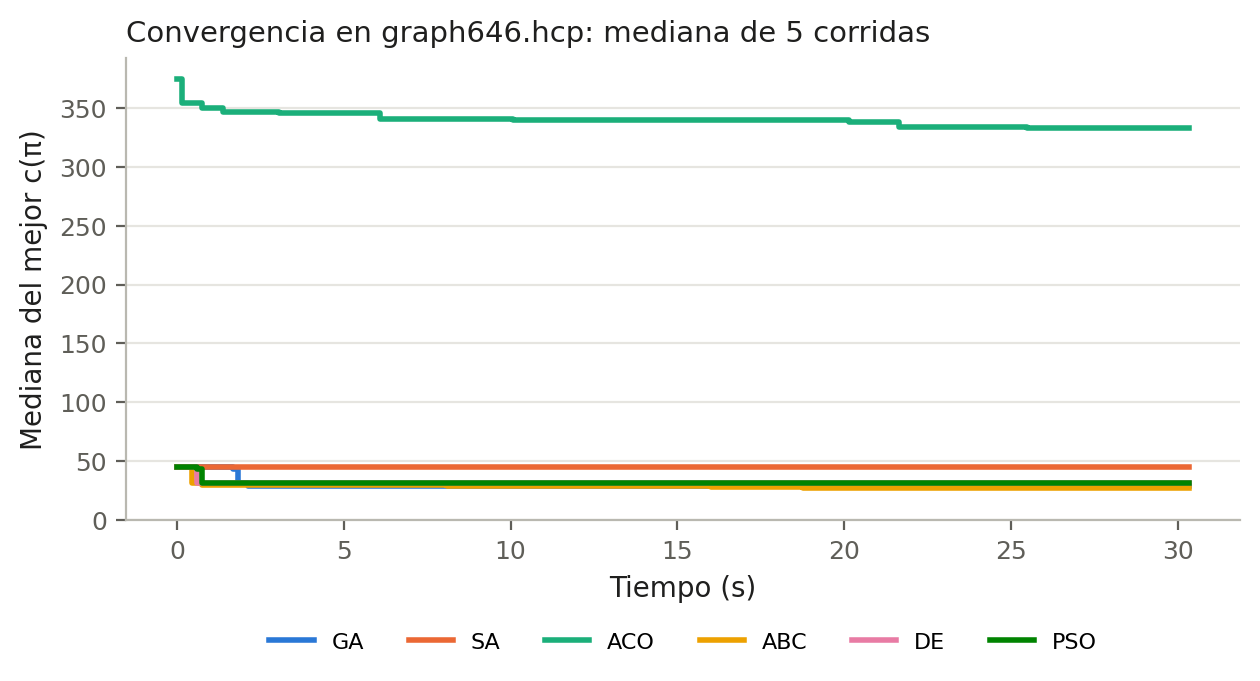 Convergencia en graph646.hcp: mediana de 5 corridas
Mediana del mejor c(π)
350
300
250
200
150
100
50
0
0 5 10 15 20 25 30
Tiempo (s)
GA SA ACO ABC DE PSO